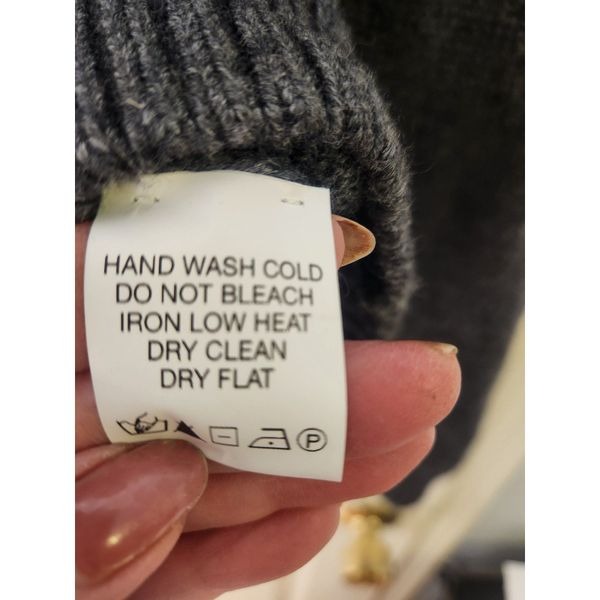 HAND WASH COLD
DO NOT BLEACH
IRON LOW HEAT
DRY CLEAN
DRY FLAT
P